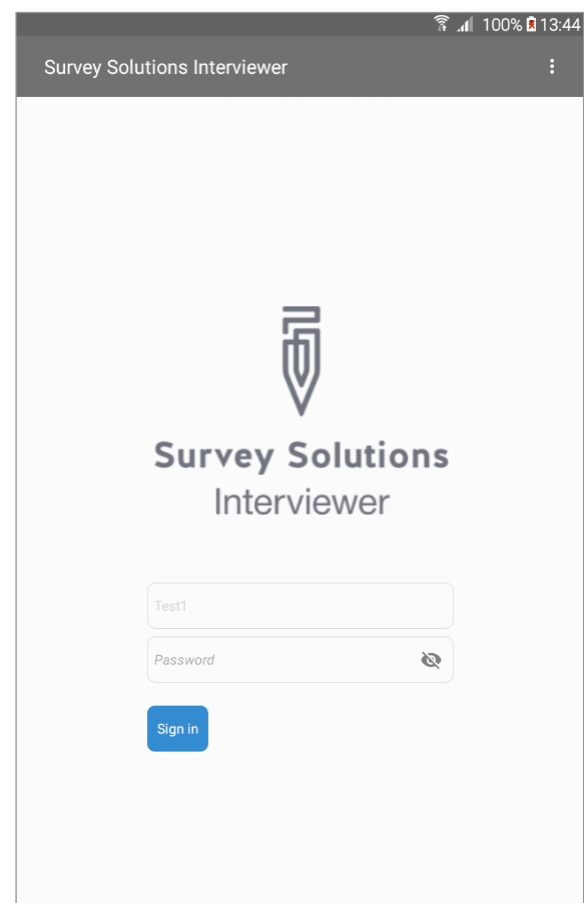 100% 13:44
Survey Solutions Interviewer
Survey Solutions
Interviewer
Test1
Password
Sign in